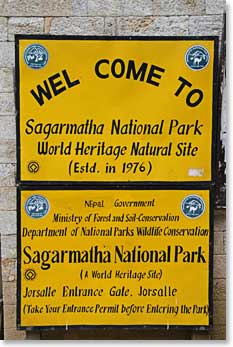 WEL COME TO
Sagarmatha National Park
World Heritage Natural Site
(Estd. in 1976)
Nepal Government
Ministry of Forest and Soil-Conservation
Department of National Parks Wildlife Conservation
Sagarmatha National Park
(A World Heritage Site)
Jorsalle Entrance Gate, Jorsalle
(Take Your Entrance Permit before Entering the Park)